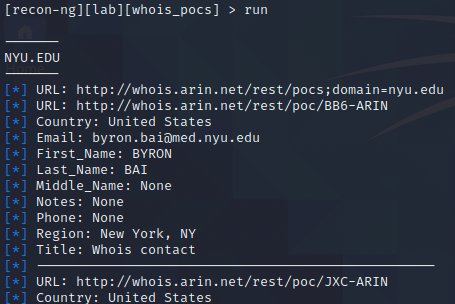 [recon-ng][lab][whois_pocs] > run
-------
NYU.EDU
-------
[*] URL: http://whois.arin.net/rest/pocs;domain=nyu.edu
[*] URL: http://whois.arin.net/rest/poc/BB6-ARIN
[*] Country: United States
[*] Email: byron.bai@med.nyu.edu
[*] First_Name: BYRON
[*] Last_Name: BAI
[*] Middle_Name: None
[*] Notes: None
[*] Phone: None
[*] Region: New York, NY
[*] Title: Whois contact
[*] --------------------------------------------------
[*] URL: http://whois.arin.net/rest/poc/JXC-ARIN
[*] Country: United States